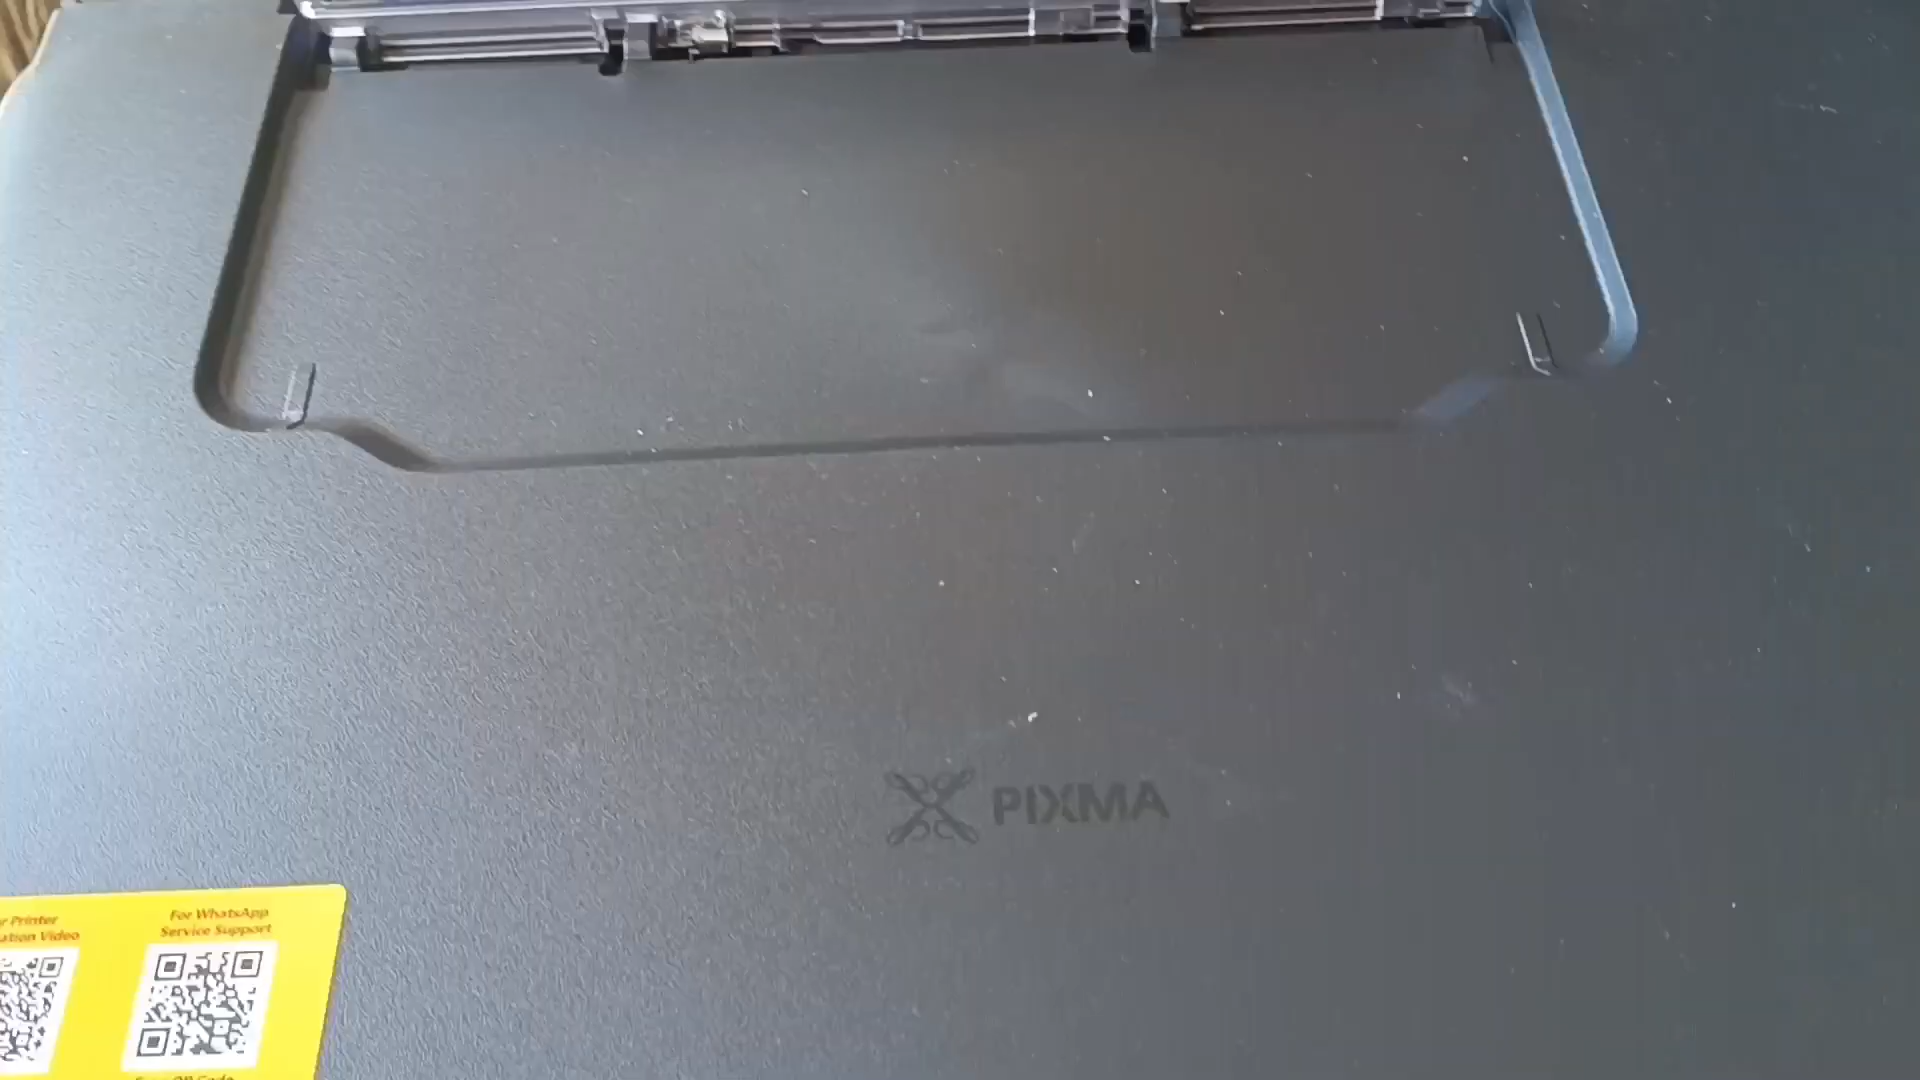 PIXMA
r Printer
ation Video
For WhatsApp
Service Support